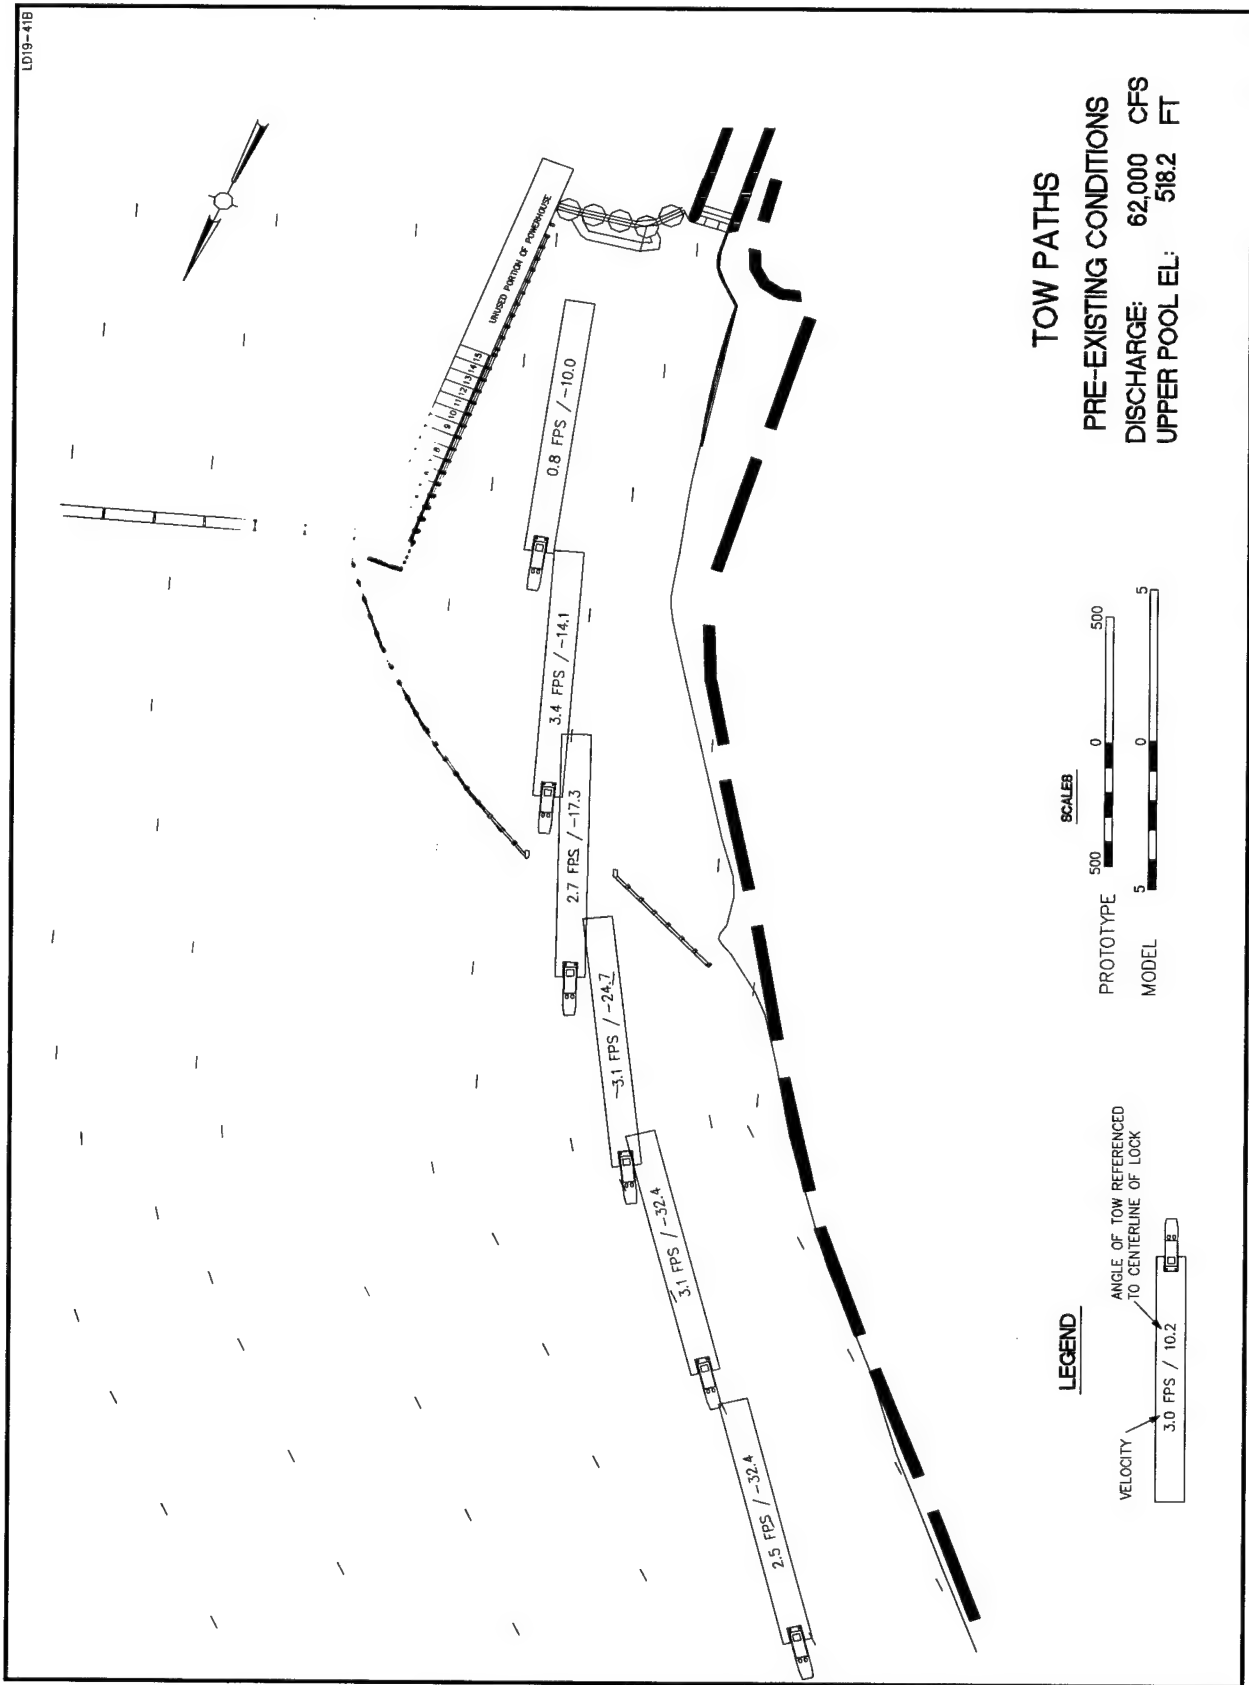 LD19-41B
UNUSED PORTION OF POWERHOUSE
8 9 10 11 12 13 14 15
0.8 FPS / -10.0
3.4 FPS / -14.1
2.7 FPS / -17.3
3.1 FPS / -24.7
3.1 FPS / -32.4
2.5 FPS / -32.4
TOW PATHS
PRE-EXISTING CONDITIONS
DISCHARGE: 62,000 CFS
UPPER POOL EL: 518.2 FT
SCALES
PROTOTYPE 500 0 500
MODEL 5 0 5
LEGEND
VELOCITY
ANGLE OF TOW REFERENCED
TO CENTERLINE OF LOCK
3.0 FPS / 10.2